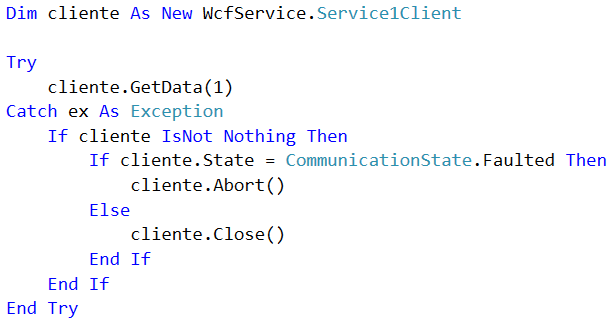 Dim cliente As New WcfService.Service1Client
Try
cliente.GetData(1)
Catch ex As Exception
If cliente IsNot Nothing Then
If cliente.State = CommunicationState.Faulted Then
cliente.Abort()
Else
cliente.Close()
End If
End If
End Try